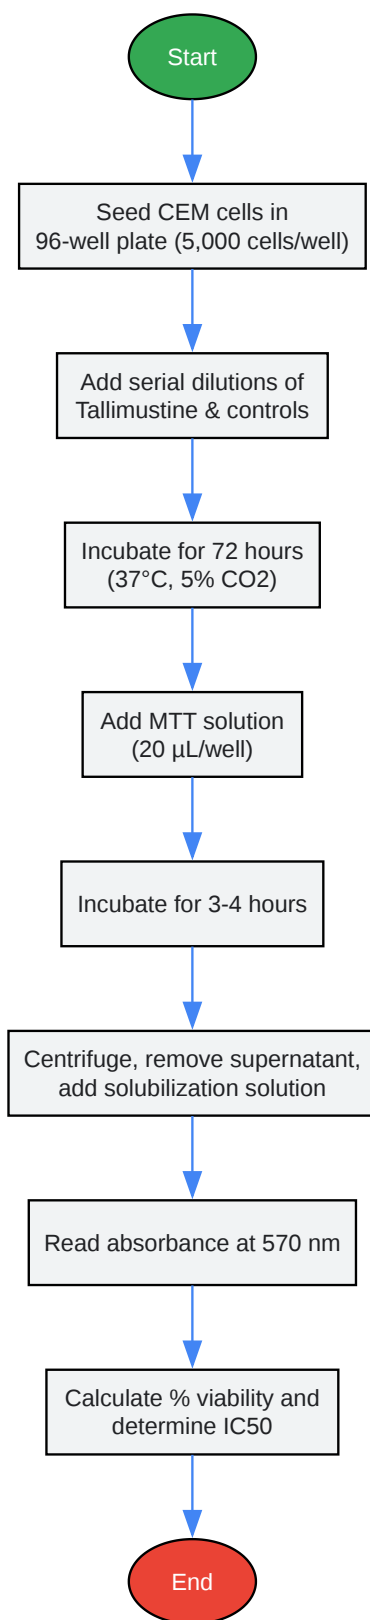 Start
Seed CEM cells in
96-well plate (5,000 cells/well)
Add serial dilutions of
Tallimustine & controls
Incubate for 72 hours
(37°C, 5% CO2)
Add MTT solution
(20 µL/well)
Incubate for 3-4 hours
Centrifuge, remove supernatant,
add solubilization solution
Read absorbance at 570 nm
Calculate % viability and
determine IC50
End